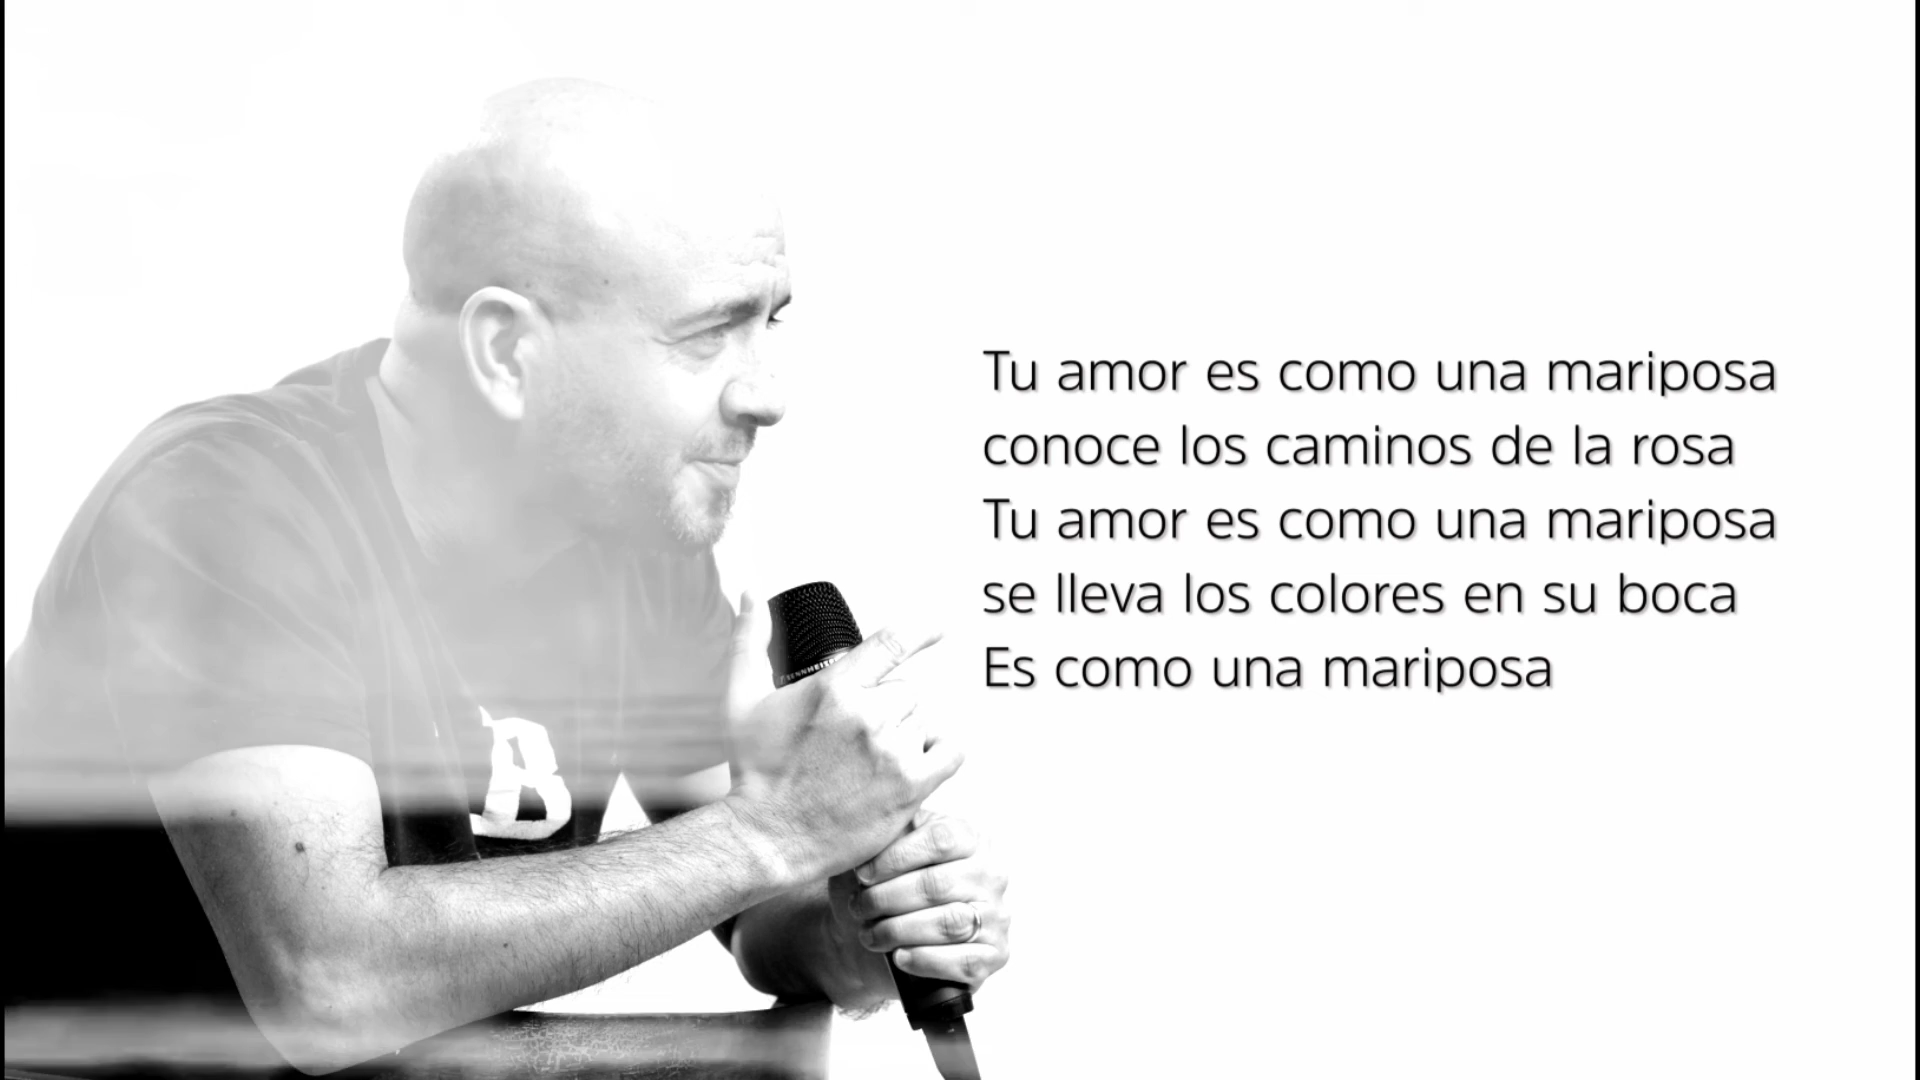 Tu amor es como una mariposa
conoce los caminos de la rosa
Tu amor es como una mariposa
se lleva los colores en su boca
Es como una mariposa
SENNHEISER
B